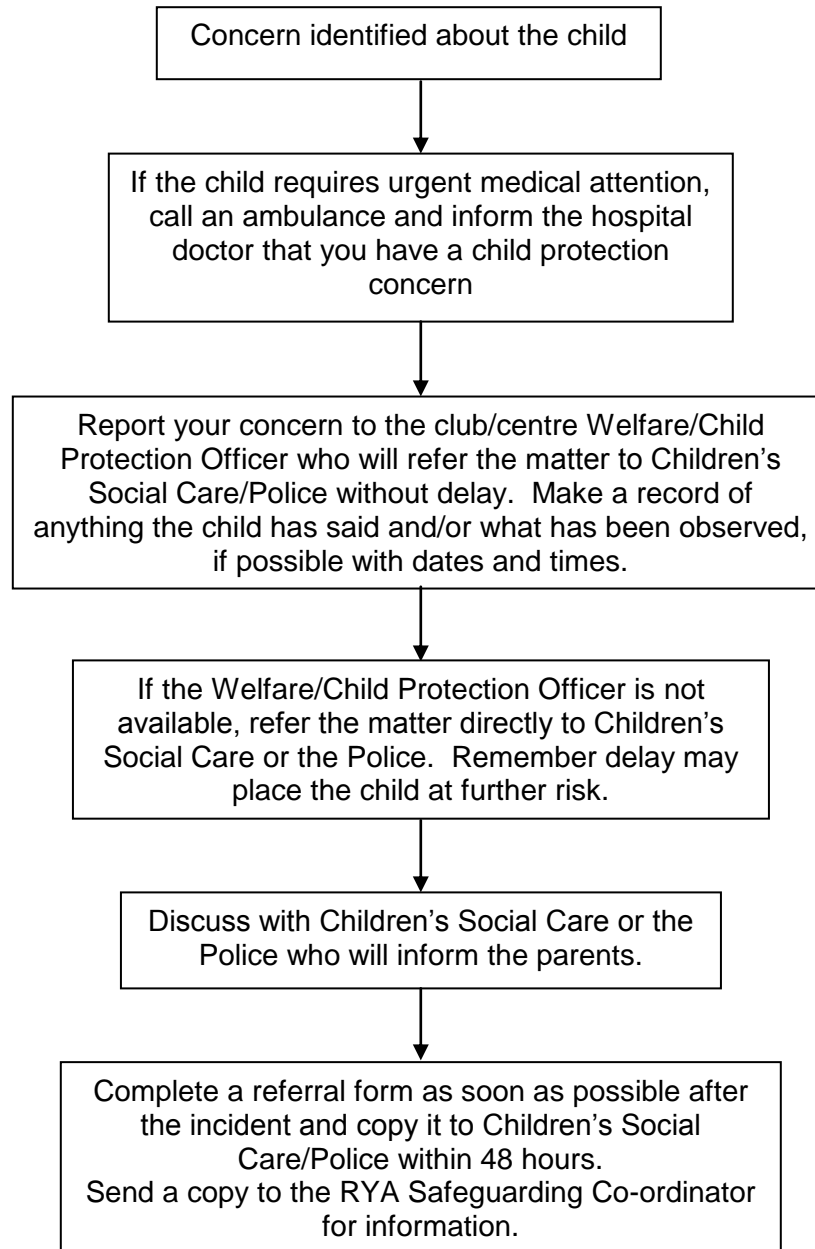 Concern identified about the child
If the child requires urgent medical attention,
call an ambulance and inform the hospital
doctor that you have a child protection
concern
Report your concern to the club/centre Welfare/Child
Protection Officer who will refer the matter to Children's
Social Care/Police without delay.  Make a record of
anything the child has said and/or what has been observed,
if possible with dates and times.
If the Welfare/Child Protection Officer is not
available, refer the matter directly to Children's
Social Care or the Police.  Remember delay may
place the child at further risk.
Discuss with Children's Social Care or the
Police who will inform the parents.
Complete a referral form as soon as possible after
the incident and copy it to Children's Social
Care/Police within 48 hours.
Send a copy to the RYA Safeguarding Co-ordinator
for information.